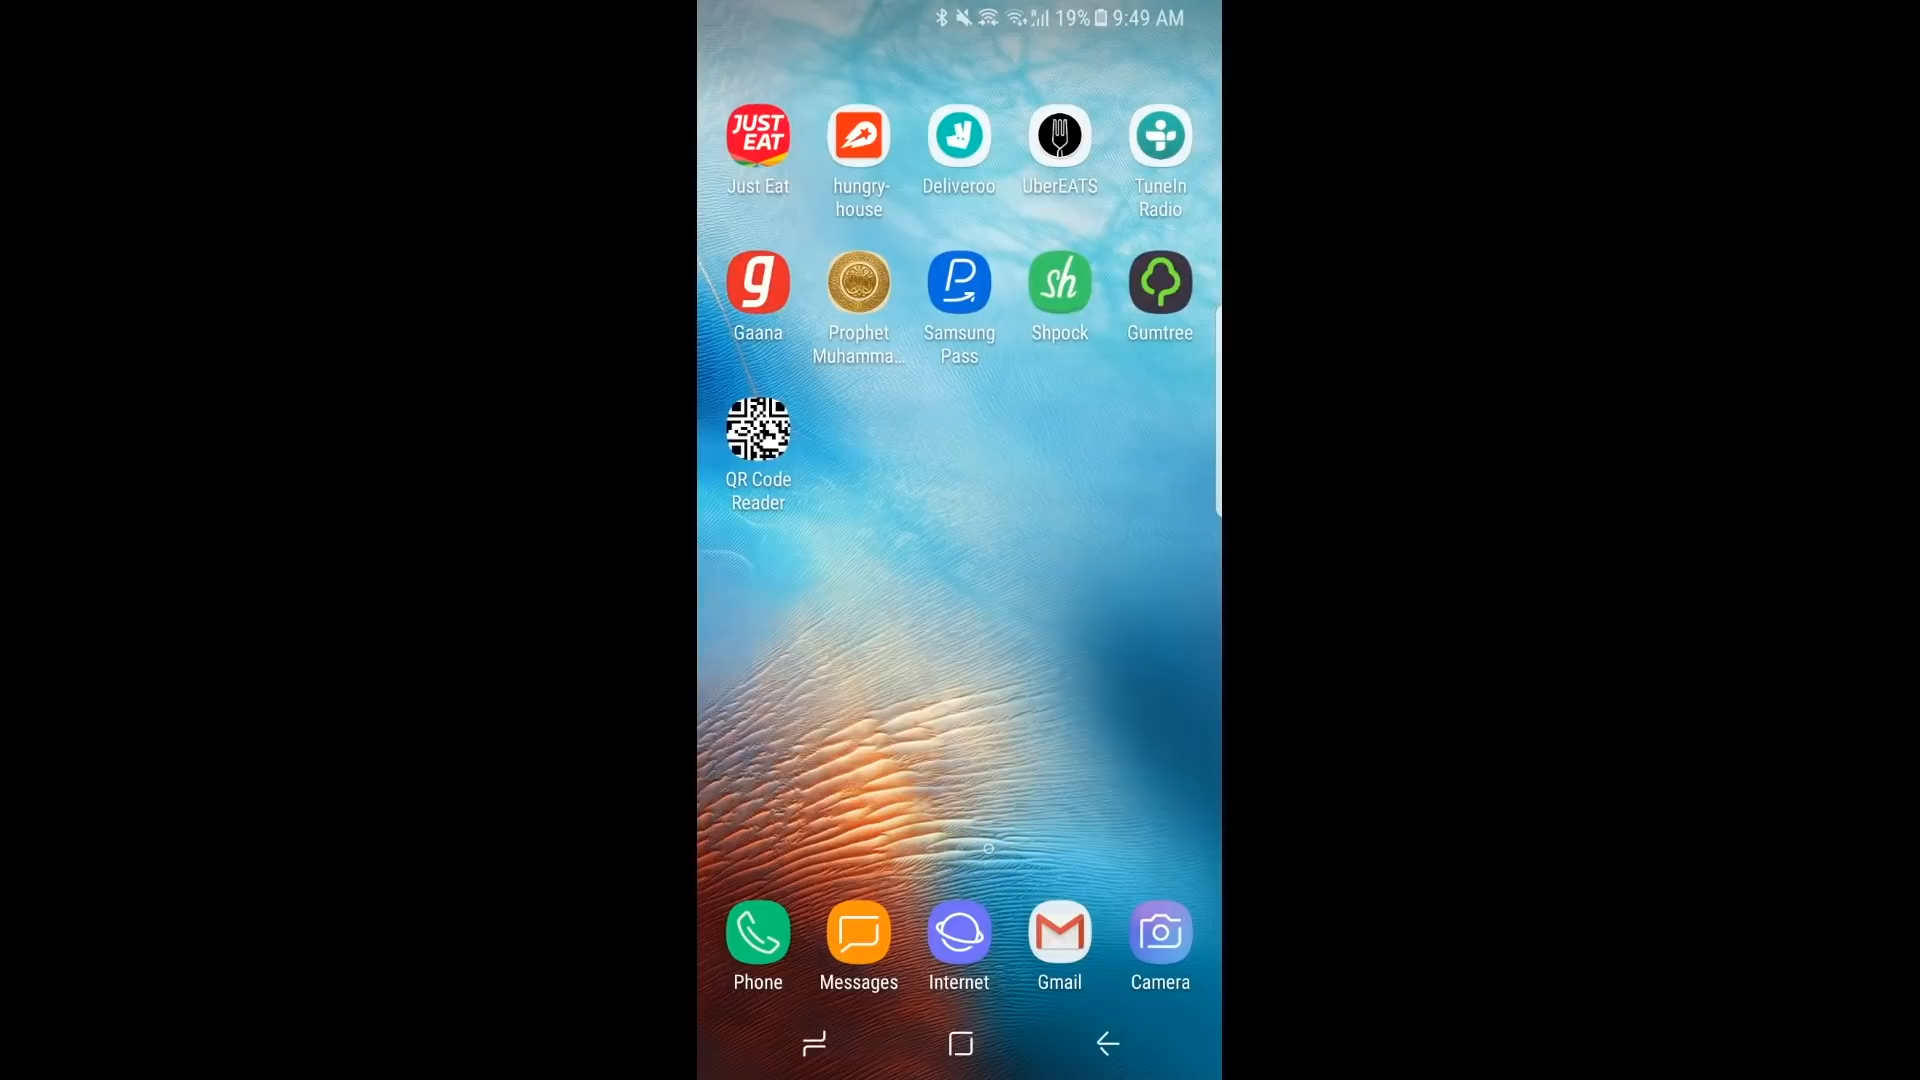 19% 9:49 AM
JUST
EAT
Just Eat
hungry-
house
Deliveroo
UberEATS
TuneIn
Radio
g
Gaana
Prophet
Muhamma...
P
Samsung
Pass
sh
Shpock
Gumtree
QR Code
Reader
Phone
Messages
Internet
Gmail
Camera